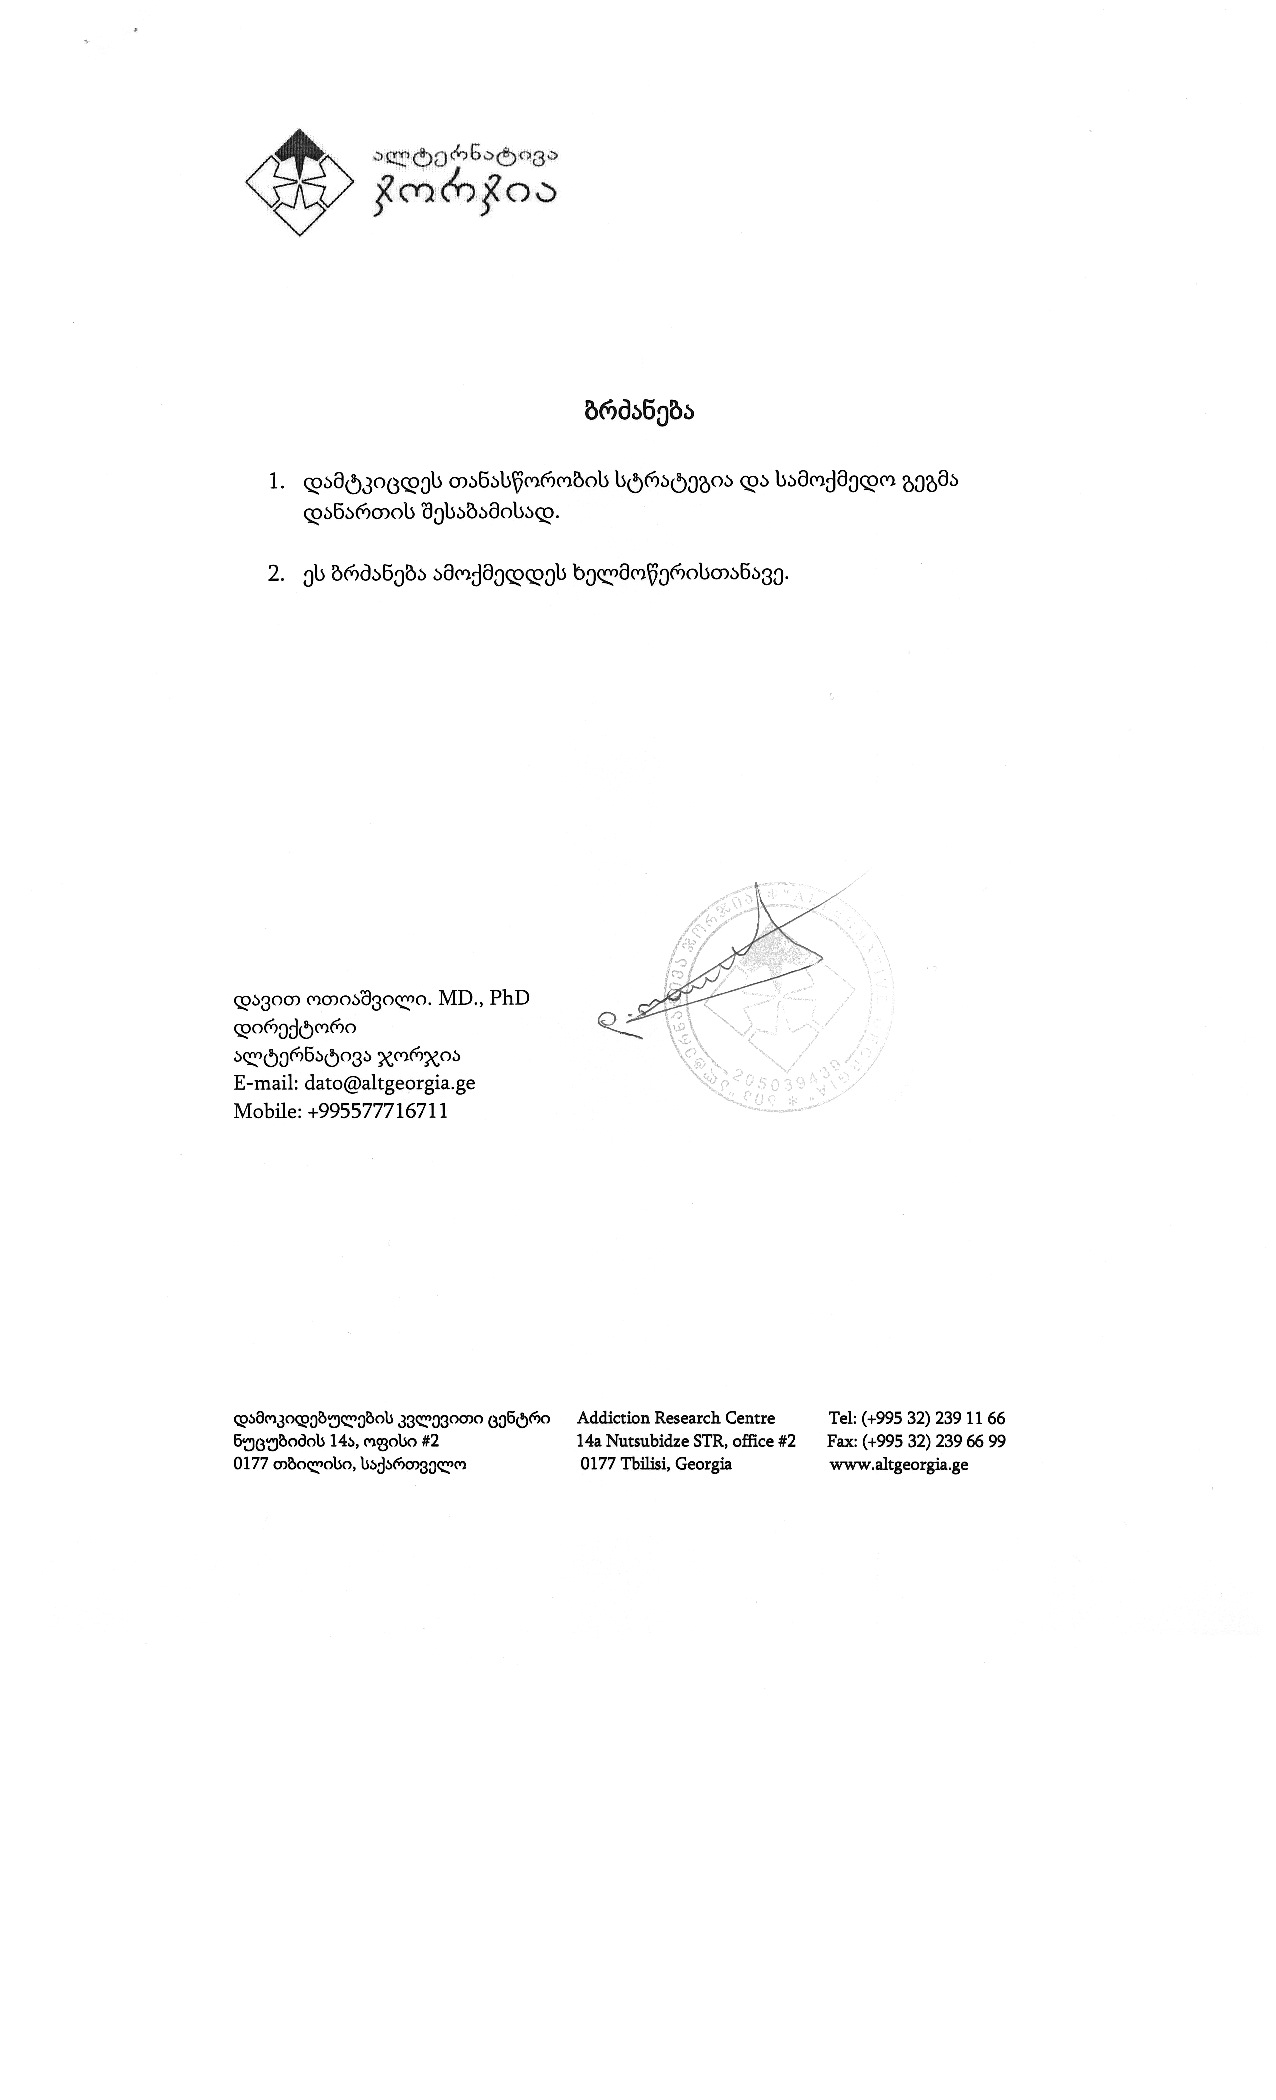 ალტერნატივა
ჯორჯია
ბრძანება
1. დამტკიცდეს თანასწორობის სტრატეგია და სამოქმედო გეგმა
დანართის შესაბამისად.
2. ეს ბრძანება ამოქმედდეს ხელმოწერისთანავე.
დავით ოთიაშვილი. MD., PhD
დირექტორი
ალტერნატივა ჯორჯია
E-mail: dato@altgeorgia.ge
Mobile: +995577716711
205039439
დამოკიდებულების კვლევითი ცენტრი Addiction Research Centre Tel: (+995 32) 239 11 66
ნუცუბიძის 14ა, ოფისი #2 14a Nutsubidze STR, office #2 Fax: (+995 32) 239 66 99
0177 თბილისი, საქართველო 0177 Tbilisi, Georgia www.altgeorgia.ge